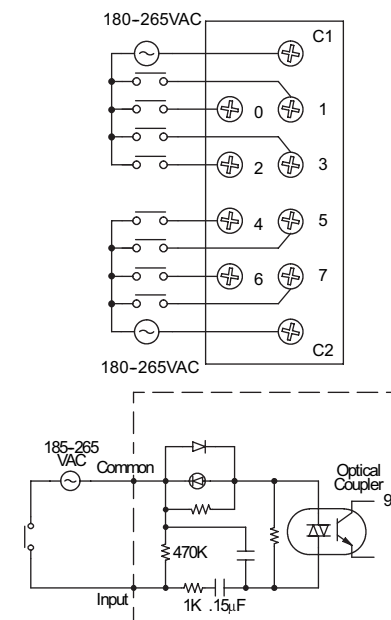 180-265VAC
C1
0
1
2
3
4
5
6
7
C2
180-265VAC
185-265
VAC
Common
Optical
Coupler
9
470K
Input
1K
.15µF